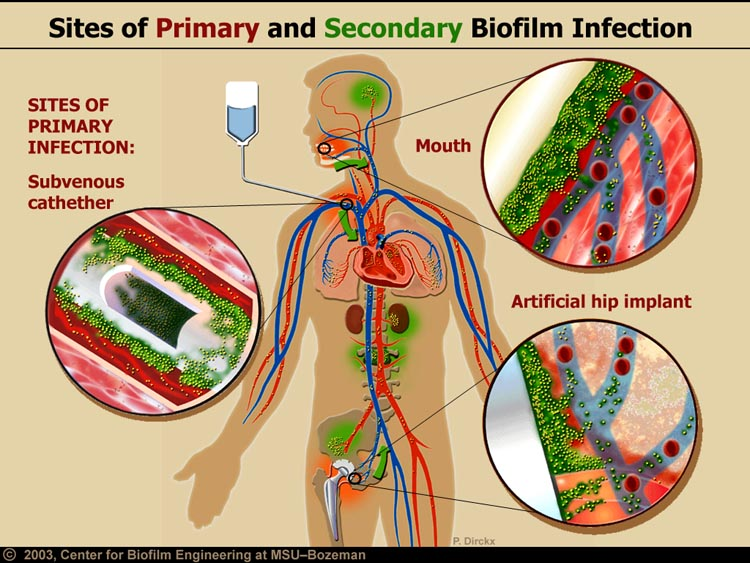 Sites of Primary and Secondary Biofilm Infection
SITES OF
PRIMARY
INFECTION:
Subvenous
cathether
Mouth
Artificial hip implant
P. Dirckx
© 2003, Center for Biofilm Engineering at MSU–Bozeman